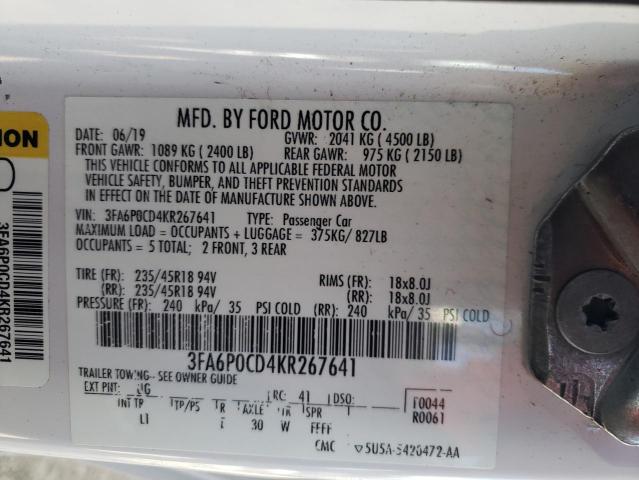 MFD. BY FORD MOTOR CO.
DATE: 06/19 GVWR: 2041 KG ( 4500 LB)
FRONT GAWR: 1089 KG ( 2400 LB) REAR GAWR: 975 KG ( 2150 LB)
THIS VEHICLE CONFORMS TO ALL APPLICABLE FEDERAL MOTOR
VEHICLE SAFETY, BUMPER, AND THEFT PREVENTION STANDARDS
IN EFFECT ON THE DATE OF MANUFACTURE SHOWN ABOVE.
VIN: 3FA6P0CD4KR267641 TYPE: Passenger Car
MAXIMUM LOAD = OCCUPANTS + LUGGAGE = 375KG/ 827LB
OCCUPANTS = 5 TOTAL; 2 FRONT, 3 REAR
TIRE (FR): 235/45R18 94V RIMS (FR): 18x8.0J
(RR): 235/45R18 94V (RR): 18x8.0J
PRESSURE (FR): 240 kPa/ 35 PSI COLD (RR): 240 kPa/ 35 PSI COLD
3FA6P0CD4KR267641
TRAILER TOWING- SEE OWNER GUIDE
EXT PNT: RC: 41 DSO:
INT TP TP/PS R AXLE TR SPR F0044
30 W FFFF R0061
CMC ▽5USA-5420472-AA
3FA6P0CD4KR267641